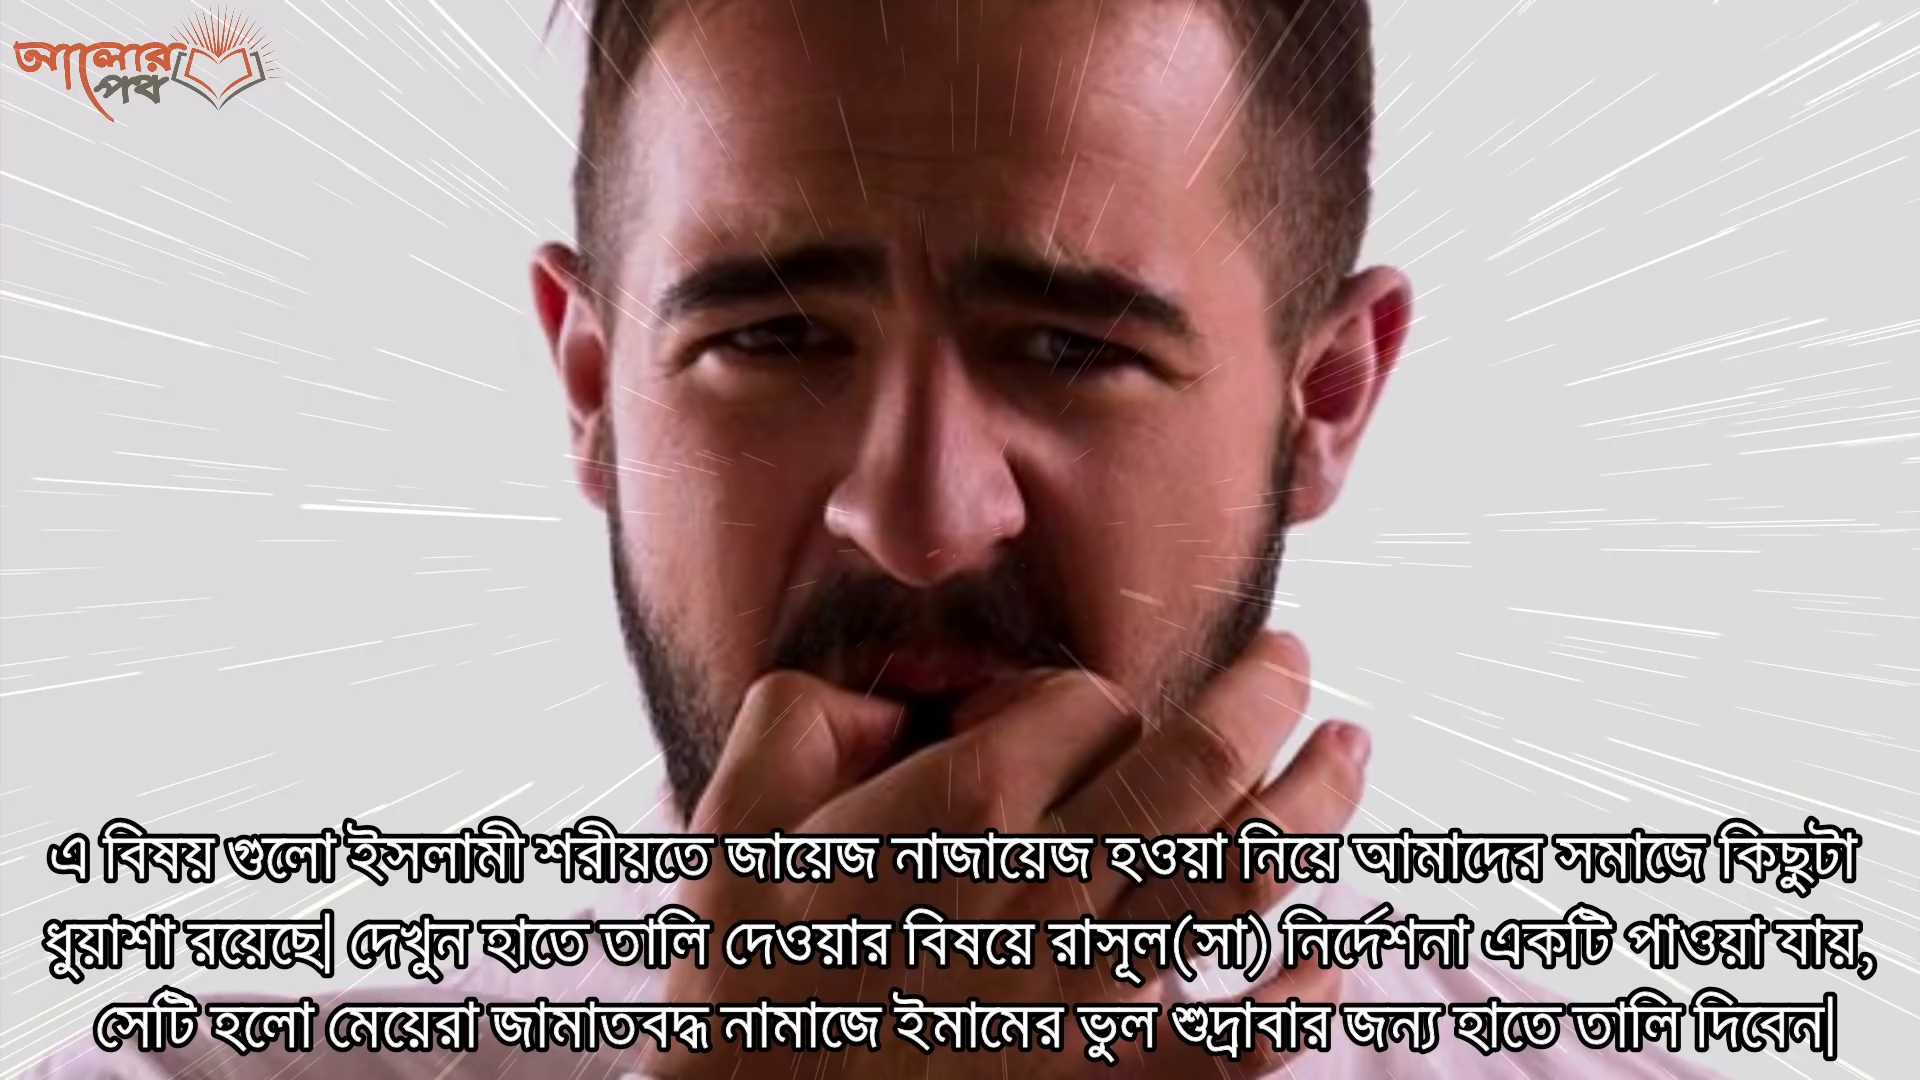 আলোর
পথ
এ বিষয় গুলো ইসলামী শরীয়তে জায়েজ নাজায়েজ হওয়া নিয়ে আমাদের সমাজে কিছুটা
ধুয়াশা রয়েছে| দেখুন হাতে তালি দেওয়ার বিষয়ে রাসূল(সা) নির্দেশনা একটি পাওয়া যায়,
সেটি হলো মেয়েরা জামাতবদ্ধ নামাজে ইমামের ভুল শুদ্রাবার জন্য হাতে তালি দিবেন|